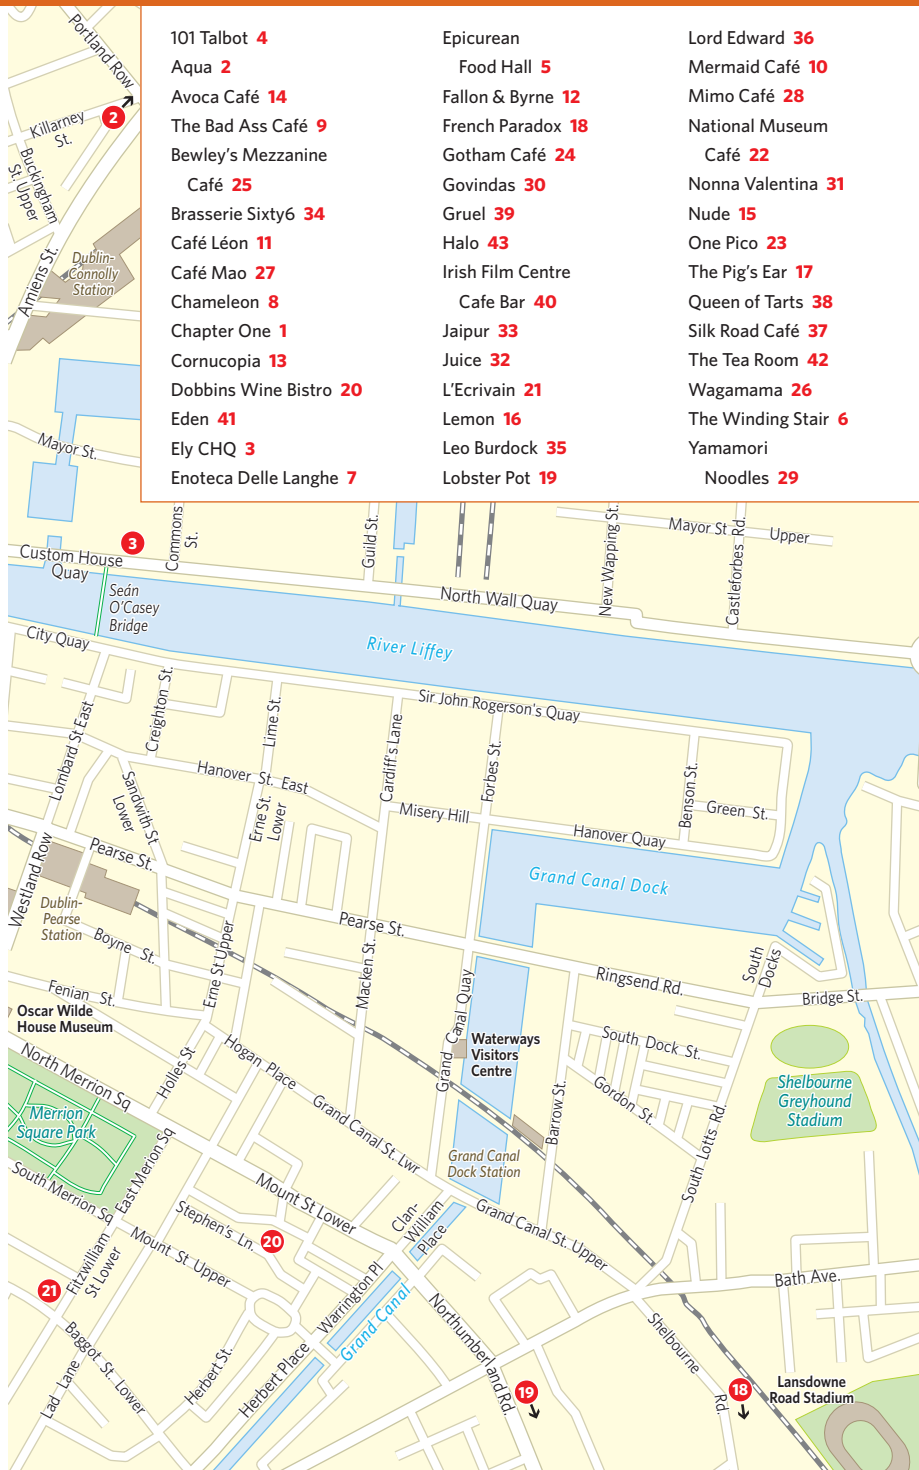 101 Talbot 4
Aqua 2
Avoca Café 14
The Bad Ass Café 9
Bewley's Mezzanine
Café 25
Brasserie Sixty6 34
Café Léon 11
Café Mao 27
Chameleon 8
Chapter One 1
Cornucopia 13
Dobbins Wine Bistro 20
Eden 41
Ely CHQ 3
Enoteca Delle Langhe 7
Epicurean
Food Hall 5
Fallon & Byrne 12
French Paradox 18
Gotham Café 24
Govindas 30
Gruel 39
Halo 43
Irish Film Centre
Cafe Bar 40
Jaipur 33
Juice 32
L'Ecrivain 21
Lemon 16
Leo Burdock 35
Lobster Pot 19
Lord Edward 36
Mermaid Café 10
Mimo Café 28
National Museum
Café 22
Nonna Valentina 31
Nude 15
One Pico 23
The Pig's Ear 17
Queen of Tarts 38
Silk Road Café 37
The Tea Room 42
Wagamama 26
The Winding Stair 6
Yamamori
Noodles 29
Portland Row
2
Killarney
St.
Buckingham
St. Upper
Amiens St.
Dublin-
Connolly
Station
Mayor St.
Commons
St.
3
Custom House
Quay
Guild St.
New Wapping St.
Mayor St.
Upper
Castleforbes Rd.
Seán
O'Casey
Bridge
North Wall Quay
City Quay
River Liffey
Sir John Rogerson's Quay
Lombard St East
Creighton St.
Lime St.
Cardiff's Lane
Forbes St.
Benson St.
Green St.
Hanover St. East
Sandwith St
Lower
Erne St.
Lower
Misery Hill
Hanover Quay
Grand Canal Dock
Westland Row
Pearse St.
Dublin-
Pearse
Station
Boyne St.
Erne St Upper
Pearse St.
Macken St.
Grand Canal Quay
Ringsend Rd.
South
Docks
Bridge St.
Fenian St.
Oscar Wilde
House Museum
North Merrion Sq
Holles St.
Hogan Place
Waterways
Visitors
Centre
South Dock St.
Gordon St.
Barrow St.
South Lotts Rd.
Shelbourne
Greyhound
Stadium
Merrion
Square Park
South Merrion Sq
East Merion Sq
Grand Canal St. Lwr
Grand Canal
Dock Station
Mount St Lower
Stephen's Ln.
20
Mount St Upper
Clan-
William
Place
Grand Canal St. Upper
Fitzwilliam
St Lower
21
Warrington Pl
Grand Canal
Bath Ave.
Baggot St. Lower
Lad Lane
Herbert St.
Herbert Place
Northumberland Rd.
19
Shelbourne
Rd.
18
Lansdowne
Road Stadium